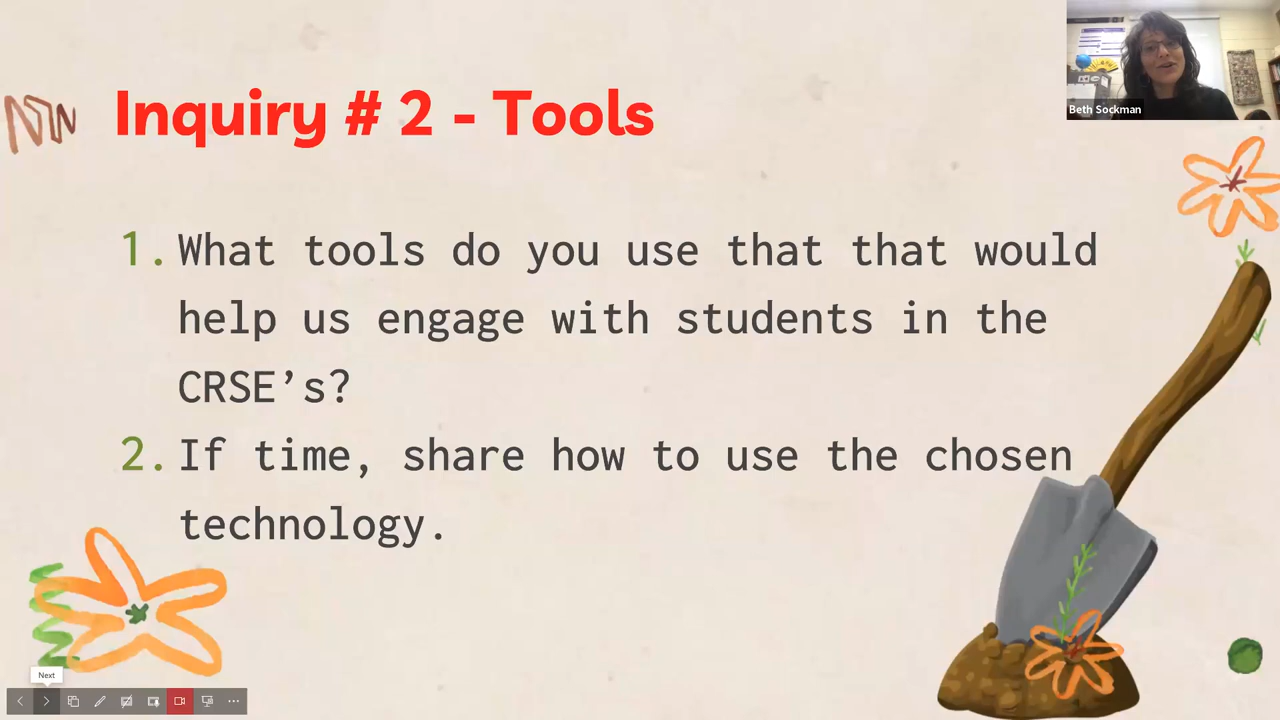 Inquiry # 2 - Tools
Beth Sockman
1. What tools do you use that that would
help us engage with students in the
CRSE’s?
2. If time, share how to use the chosen
technology.
Next